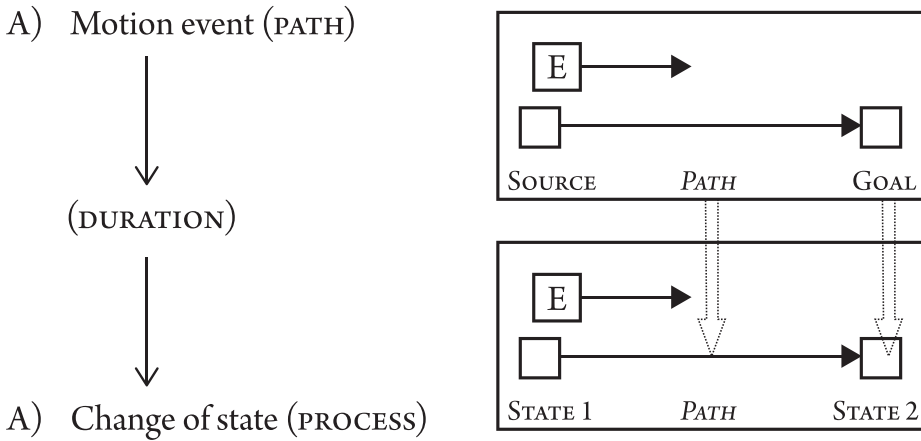 A) Motion event (PATH)
E
SOURCE PATH GOAL
(DURATION)
E
A) Change of state (PROCESS)
STATE 1 PATH STATE 2